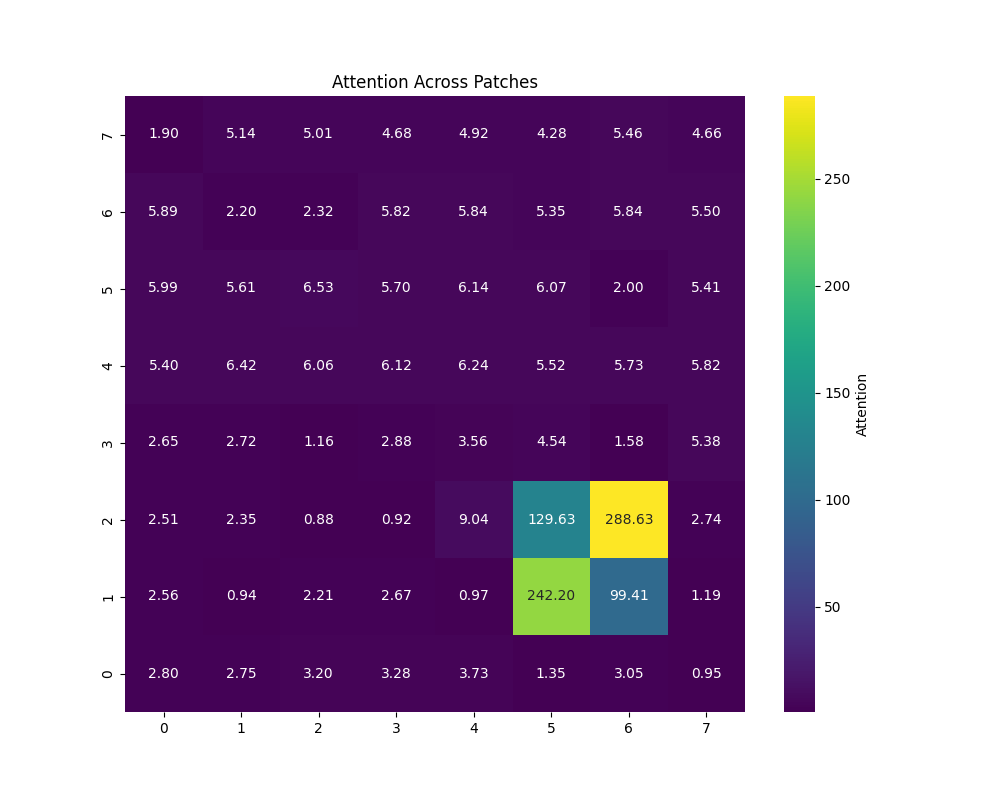 Attention Across Patches
7 1.90 5.14 5.01 4.68 4.92 4.28 5.46 4.66
6 5.89 2.20 2.32 5.82 5.84 5.35 5.84 5.50
5 5.99 5.61 6.53 5.70 6.14 6.07 2.00 5.41
4 5.40 6.42 6.06 6.12 6.24 5.52 5.73 5.82
3 2.65 2.72 1.16 2.88 3.56 4.54 1.58 5.38
2 2.51 2.35 0.88 0.92 9.04 129.63 288.63 2.74
1 2.56 0.94 2.21 2.67 0.97 242.20 99.41 1.19
0 2.80 2.75 3.20 3.28 3.73 1.35 3.05 0.95
0 1 2 3 4 5 6 7
250
200
150
100
50
Attention